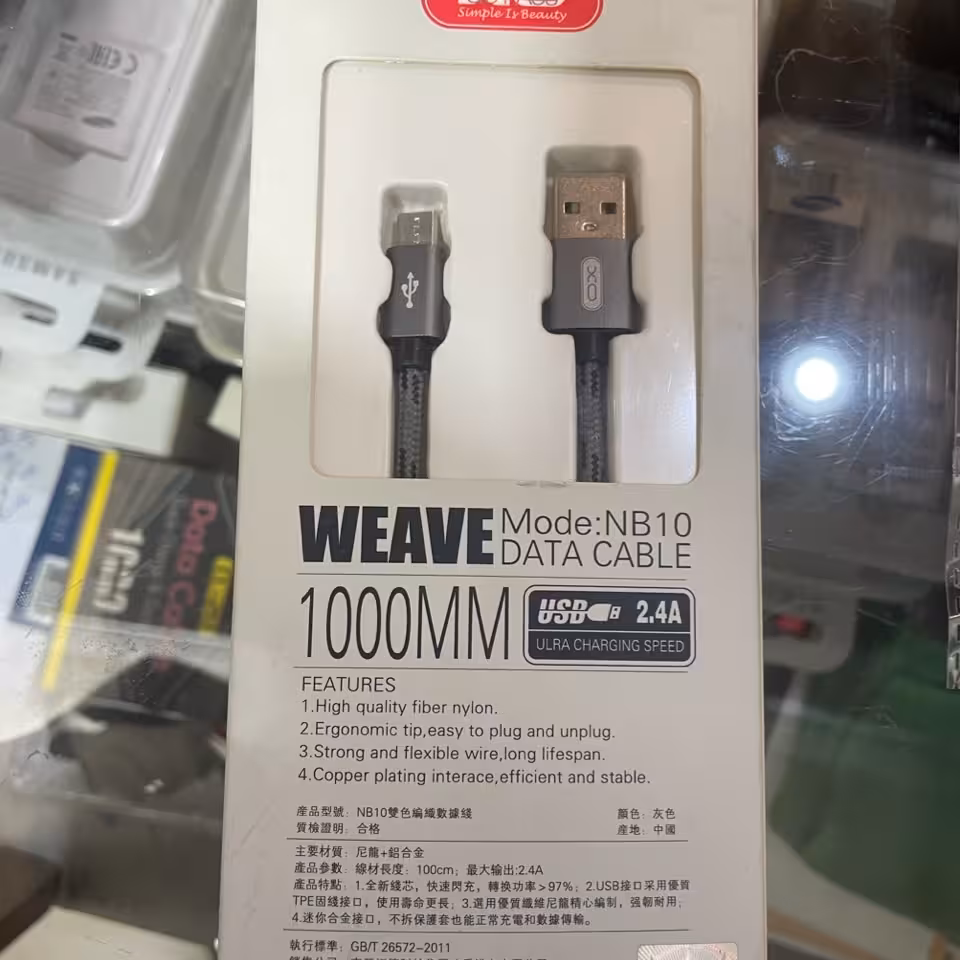 Simple Is Beauty
SAMSU
XO
WEAVE
Mode:NB10
DATA CABLE
1000MM
USB 2.4A
ULRA CHARGING SPEED
FEATURES
1.High quality fiber nylon.
2.Ergonomic tip,easy to plug and unplug.
3.Strong and flexible wire,long lifespan.
4.Copper plating interace,efficient and stable.
產品型號: NB10雙色編織數據綫 顏色: 灰色
質檢證明: 合格 産地: 中國
主要材質: 尼龍+鋁合金
產品參數: 線材長度: 100cm; 最大输出:2.4A
產品特點: 1.全新綫芯, 快速閃充, 轉換功率>97%; 2.USB接口采用優質
TPE固綫接口, 使用壽命更長; 3.選用優質纖維尼龍精心編制, 强韌耐用;
4.迷你合金接口, 不拆保護套也能正常充電和數據傳輸。
執行標準: GB/T 26572-2011